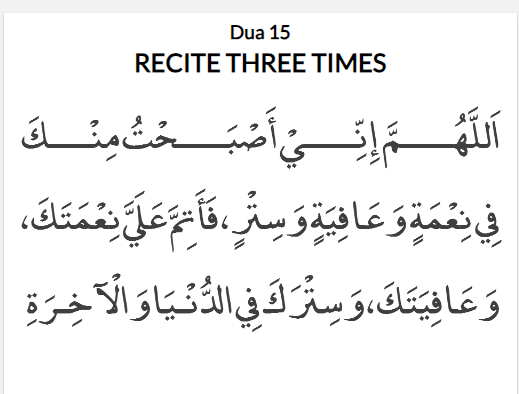 Dua 15
RECITE THREE TIMES
اَللَّهُمَّ إِنِّيْ أَصْبَحْتُ مِنْكَ
فِي نِعْمَةٍ وَعَافِيَةٍ وَسِتْرٍ، فَأَتِمَّ عَلَيَّ نِعْمَتَكَ،
وَعَافِيَتَكَ، وَسِتْرَكَ فِي الدُّنْيَا وَالْآخِرَةِ